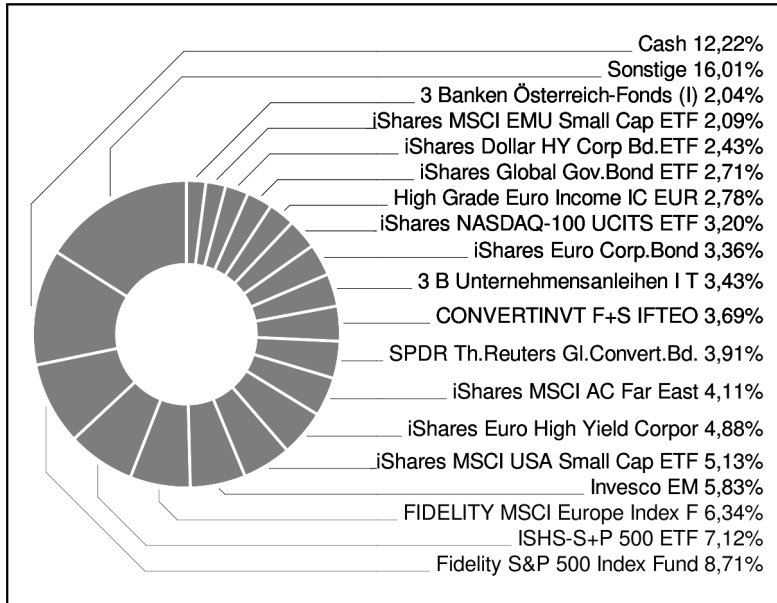 Cash 12,22%
Sonstige 16,01%
3 Banken Österreich-Fonds (I) 2,04%
iShares MSCI EMU Small Cap ETF 2,09%
iShares Dollar HY Corp Bd.ETF 2,43%
iShares Global Gov.Bond ETF 2,71%
High Grade Euro Income IC EUR 2,78%
iShares NASDAQ-100 UCITS ETF 3,20%
iShares Euro Corp.Bond 3,36%
3 B Unternehmensanleihen I T 3,43%
CONVERTINVT F+S IFTEO 3,69%
SPDR Th.Reuters Gl.Convert.Bd. 3,91%
iShares MSCI AC Far East 4,11%
iShares Euro High Yield Corpor 4,88%
iShares MSCI USA Small Cap ETF 5,13%
Invesco EM 5,83%
FIDELITY MSCI Europe Index F 6,34%
ISHS-S+P 500 ETF 7,12%
Fidelity S&P 500 Index Fund 8,71%